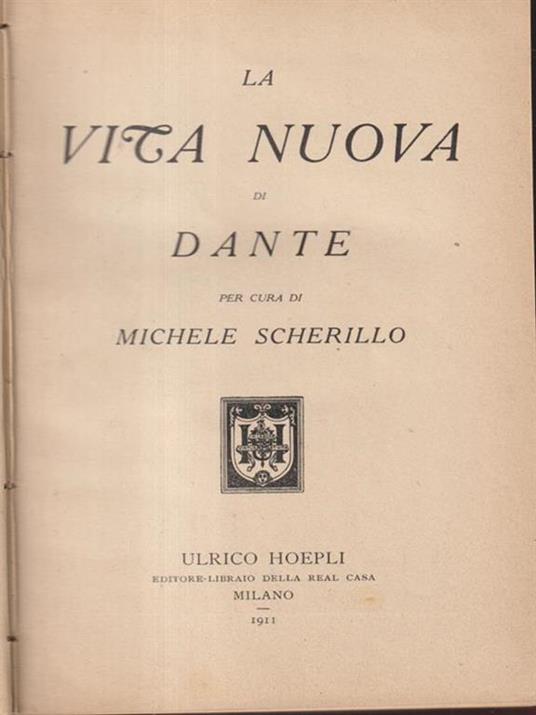 LA
VITA NUOVA
DI
DANTE
PER CURA DI
MICHELE SCHERILLO
ULRICO HOEPLI
EDITORE-LIBRAIO DELLA REAL CASA
MILANO
—
1911